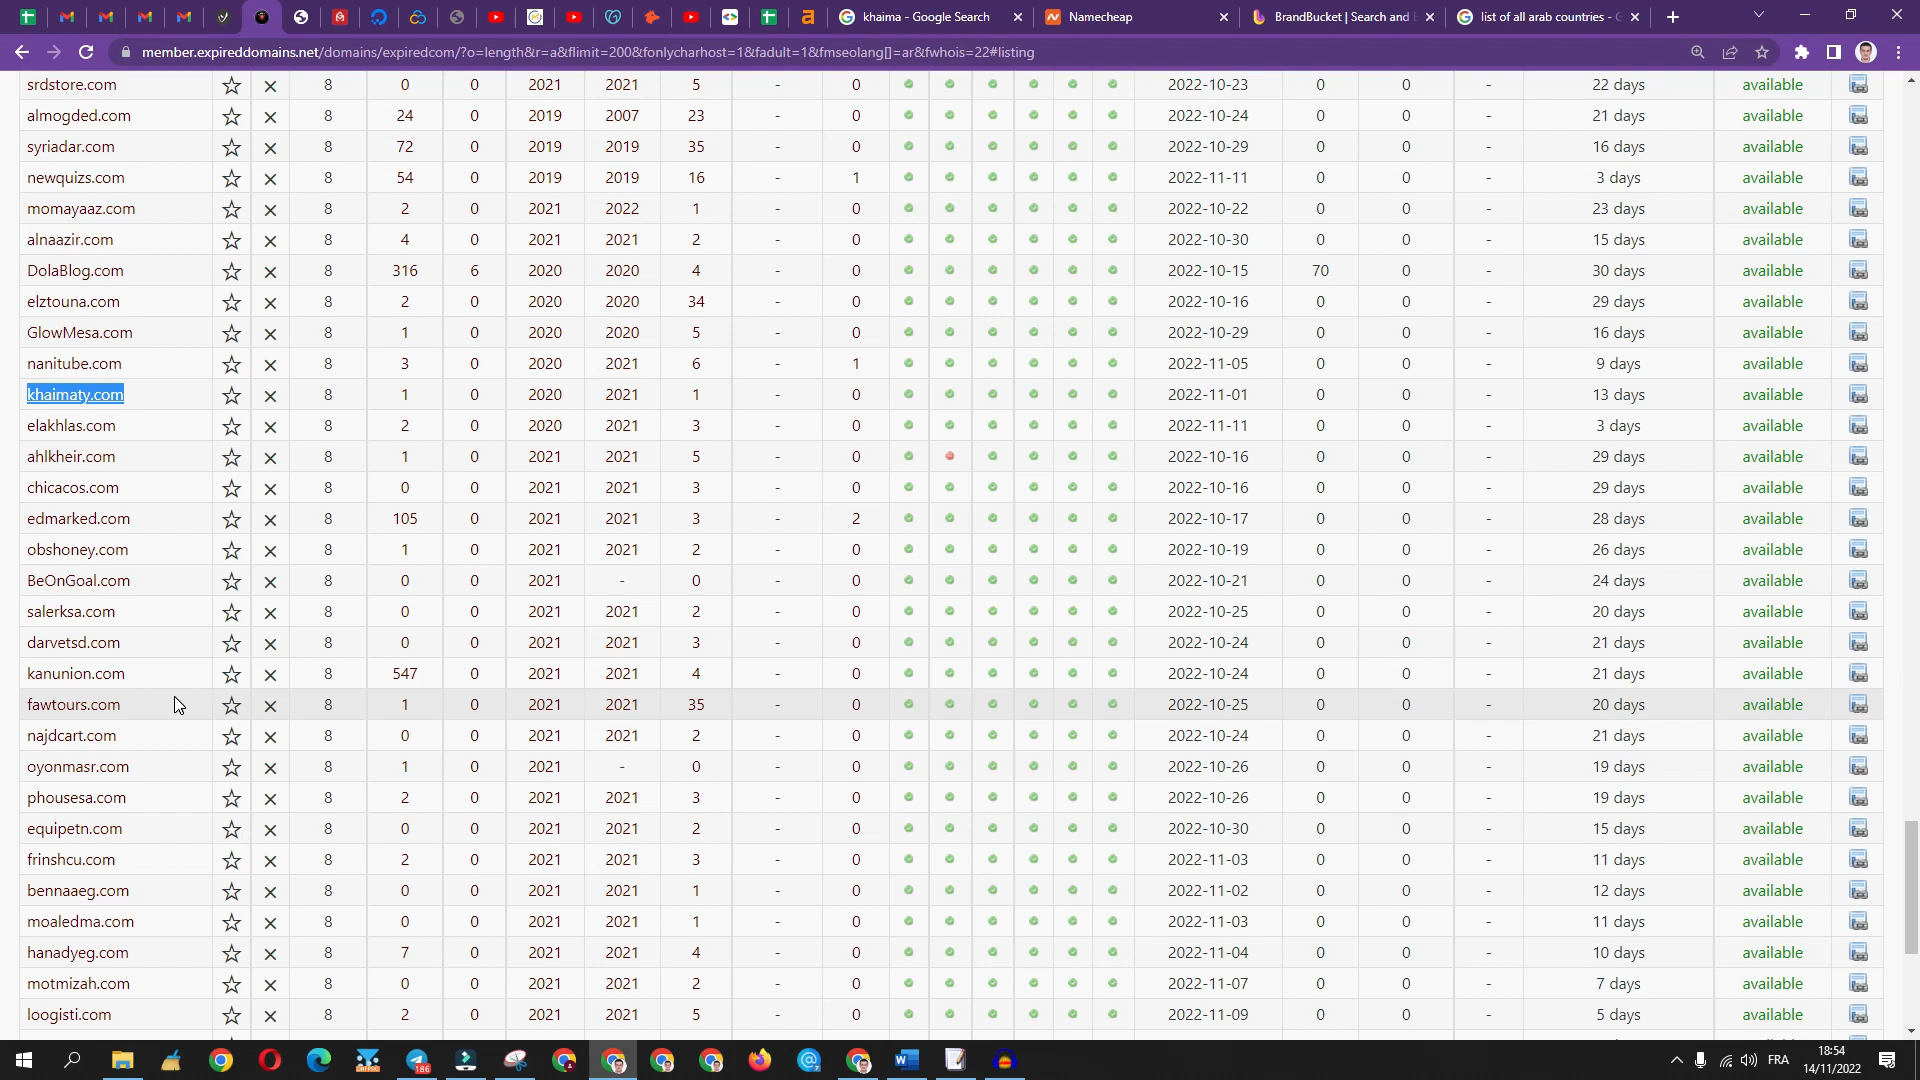 khaima - Google Search
Namecheap
BrandBucket | Search and B
list of all arab countries - G
member.expireddomains.net/domains/expiredcom/?o=length&r=a&flimit=200&fonlycharhost=1&fadult=1&fmseolang[]=ar&fwhois=22#listing
srdstore.com 8 0 0 2021 2021 5 - 0 2022-10-23 0 0 - 22 days available
almogded.com 8 24 0 2019 2007 23 - 0 2022-10-24 0 0 - 21 days available
syriadar.com 8 72 0 2019 2019 35 - 0 2022-10-29 0 0 - 16 days available
newquizs.com 8 54 0 2019 2019 16 - 1 2022-11-11 0 0 - 3 days available
momayaaz.com 8 2 0 2021 2022 1 - 0 2022-10-22 0 0 - 23 days available
alnaazir.com 8 4 0 2021 2021 2 - 0 2022-10-30 0 0 - 15 days available
DolaBlog.com 8 316 6 2020 2020 4 - 0 2022-10-15 70 0 - 30 days available
elztouna.com 8 2 0 2020 2020 34 - 0 2022-10-16 0 0 - 29 days available
GlowMesa.com 8 1 0 2020 2020 5 - 0 2022-10-29 0 0 - 16 days available
nanitube.com 8 3 0 2020 2021 6 - 1 2022-11-05 0 0 - 9 days available
khaimaty.com 8 1 0 2020 2021 1 - 0 2022-11-01 0 0 - 13 days available
elakhlas.com 8 2 0 2020 2021 3 - 0 2022-11-11 0 0 - 3 days available
ahlkheir.com 8 1 0 2021 2021 5 - 0 2022-10-16 0 0 - 29 days available
chicacos.com 8 0 0 2021 2021 3 - 0 2022-10-16 0 0 - 29 days available
edmarked.com 8 105 0 2021 2021 3 - 2 2022-10-17 0 0 - 28 days available
obshoney.com 8 1 0 2021 2021 2 - 0 2022-10-19 0 0 - 26 days available
BeOnGoal.com 8 0 0 2021 - 0 - 0 2022-10-21 0 0 - 24 days available
salerksa.com 8 0 0 2021 2021 2 - 0 2022-10-25 0 0 - 20 days available
darvetsd.com 8 0 0 2021 2021 3 - 0 2022-10-24 0 0 - 21 days available
kanunion.com 8 547 0 2021 2021 4 - 0 2022-10-24 0 0 - 21 days available
fawtours.com 8 1 0 2021 2021 35 - 0 2022-10-25 0 0 - 20 days available
najdcart.com 8 0 0 2021 2021 2 - 0 2022-10-24 0 0 - 21 days available
oyonmasr.com 8 1 0 2021 - 0 - 0 2022-10-26 0 0 - 19 days available
phousesa.com 8 2 0 2021 2021 3 - 0 2022-10-26 0 0 - 19 days available
equipetn.com 8 0 0 2021 2021 2 - 0 2022-10-30 0 0 - 15 days available
frinshcu.com 8 2 0 2021 2021 3 - 0 2022-11-03 0 0 - 11 days available
bennaaeg.com 8 0 0 2021 2021 1 - 0 2022-11-02 0 0 - 12 days available
moaledma.com 8 0 0 2021 2021 1 - 0 2022-11-03 0 0 - 11 days available
hanadyeg.com 8 7 0 2021 2021 4 - 0 2022-11-04 0 0 - 10 days available
motmizah.com 8 0 0 2021 2021 2 - 0 2022-11-07 0 0 - 7 days available
loogisti.com 8 2 0 2021 2021 5 - 0 2022-11-09 0 0 - 5 days available
186
FRA
18:54
14/11/2022